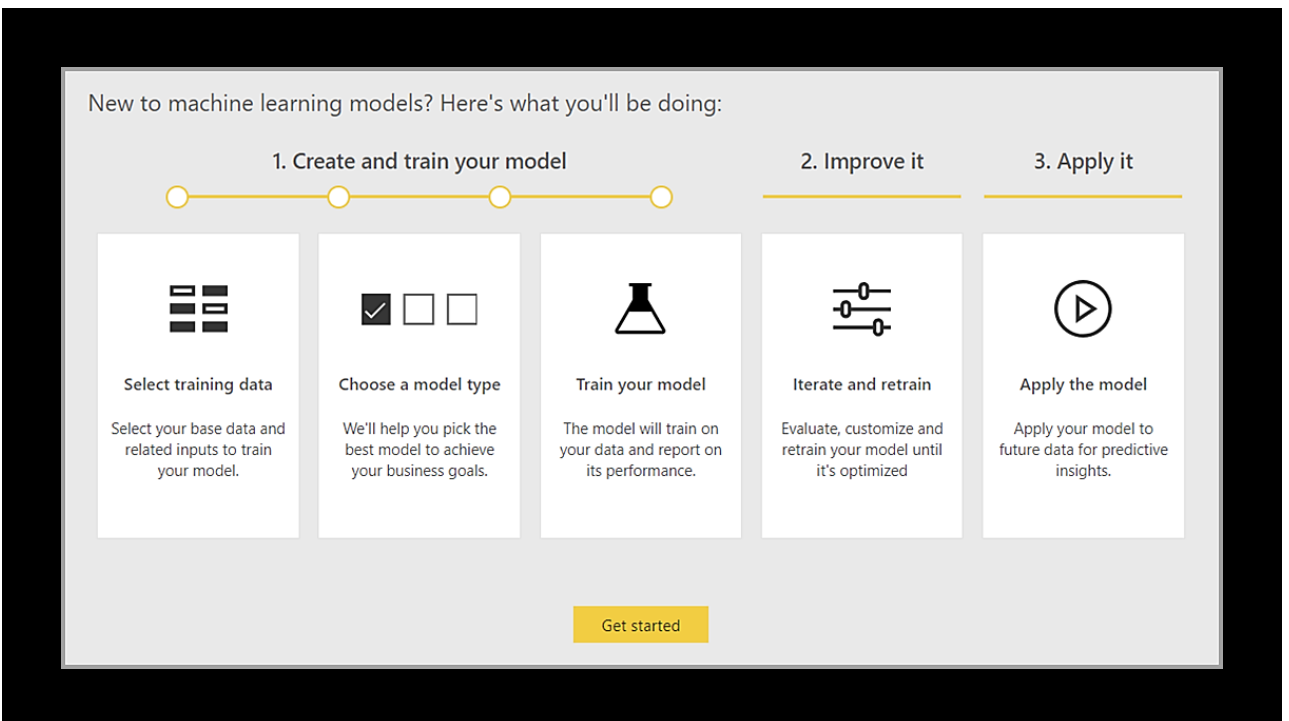 New to machine learning models? Here's what you'll be doing:
1. Create and train your model
2. Improve it
3. Apply it
Select training data
Select your base data and
related inputs to train
your model.
Choose a model type
We'll help you pick the
best model to achieve
your business goals.
Train your model
The model will train on
your data and report on
its performance.
Iterate and retrain
Evaluate, customize and
retrain your model until
it's optimized
Apply the model
Apply your model to
future data for predictive
insights.
Get started